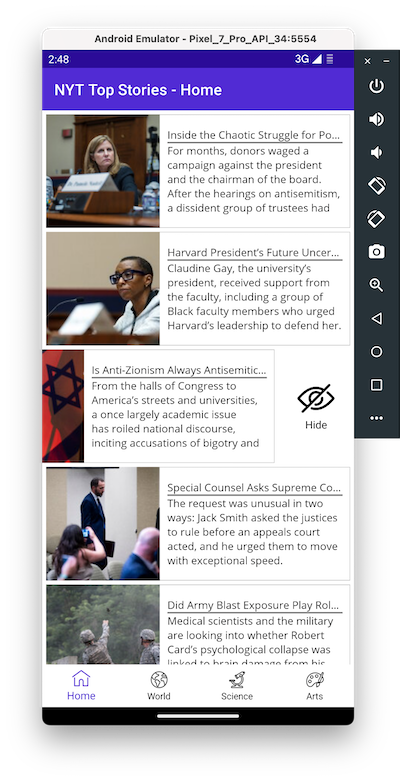 Android Emulator - Pixel_7_Pro_API_34:5554
2:48
3G
NYT Top Stories - Home
Inside the Chaotic Struggle for Po...
For months, donors waged a
campaign against the president
and the chairman of the board.
After the hearings on antisemitism,
a dissident group of trustees had
Harvard President's Future Uncer...
Claudine Gay, the university's
president, received support from
the faculty, including a group of
Black faculty members who urged
Harvard's leadership to defend her.
Is Anti-Zionism Always Antisemitic...
From the halls of Congress to
America's streets and universities,
a once largely academic issue
has roiled national discourse,
inciting accusations of bigotry and
Hide
Special Counsel Asks Supreme Co...
The request was unusual in two
ways: Jack Smith asked the justices
to rule before an appeals court
acted, and he urged them to move
with exceptional speed.
Did Army Blast Exposure Play Rol...
Medical scientists and the military
are looking into whether Robert
Card's psychological collapse was
linked to brain damage from his
Home
World
Science
Arts